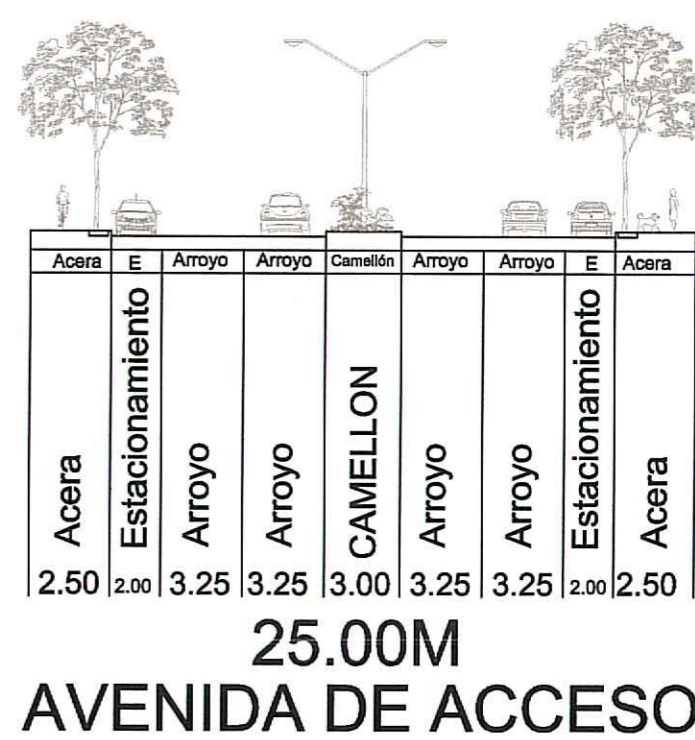 Acera E Arroyo Arroyo Camellón Arroyo Arroyo E Acera
Acera Estacionamiento Arroyo Arroyo CAMELLON Arroyo Arroyo Estacionamiento Acera
2.50 2.00 3.25 3.25 3.00 3.25 3.25 2.00 2.50
25.00M
AVENIDA DE ACCESO